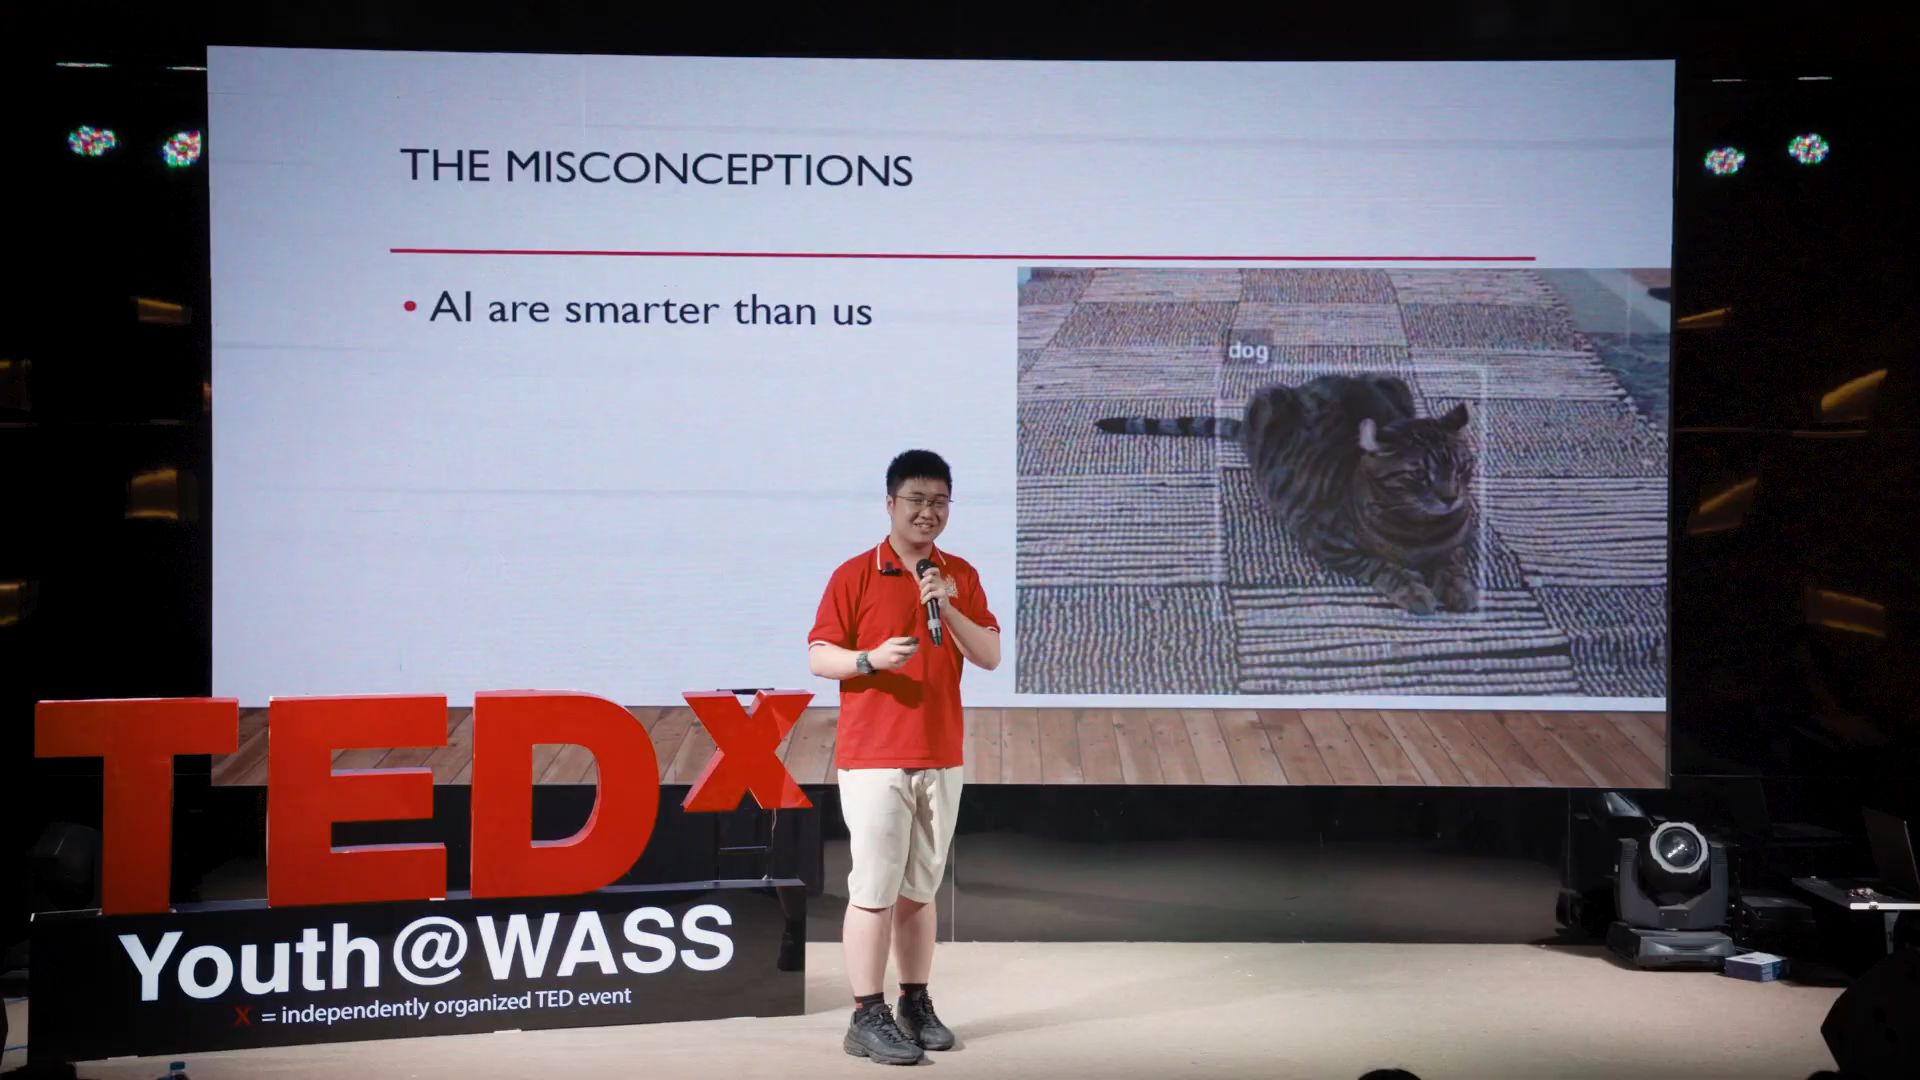 THE MISCONCEPTIONS
• AI are smarter than us
dog
TEDx
Youth@WASS
X = independently organized TED event